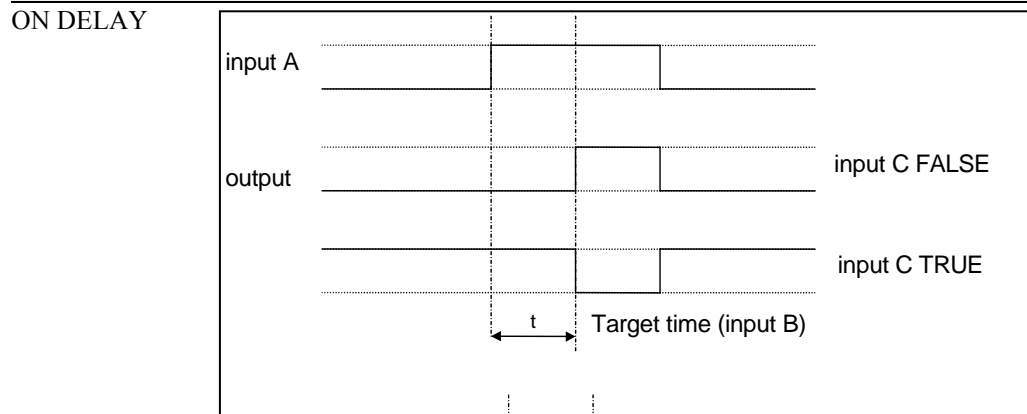 ON DELAY
input A
output
input C FALSE
input C TRUE
t
Target time (input B)